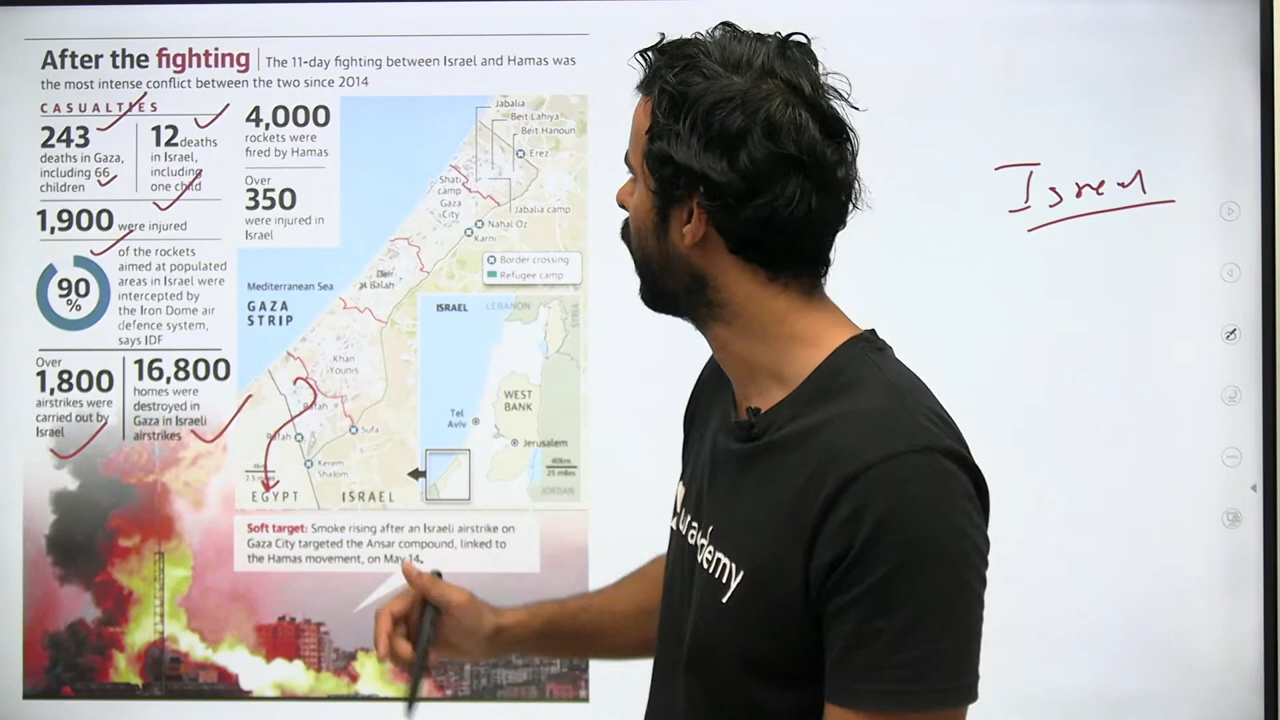 After the fighting
The 11-day fighting between Israel and Hamas was
the most intense conflict between the two since 2014
CASUALTIES
243
deaths in Gaza,
including 66
children
12 deaths
in Israel,
including
one child
1,900 were injured
90
%
of the rockets
aimed at populated
areas in Israel were
intercepted by
the Iron Dome air
defence system,
says IDF
Over
1,800
airstrikes were
carried out by
Israel
16,800
homes were
destroyed in
Gaza in Israeli
airstrikes
4,000
rockets were
fired by Hamas
Over
350
were injured in
Israel
Jabalia
Beit Lahiya
Beit Hanoun
Erez
Shati
camp
Gaza
City
Jabalia camp
Nahal Oz
Karni
Border crossing
Refugee camp
Deir
al Balah
Mediterranean Sea
GAZA
STRIP
Khan
Younis
Rafah
Rafah
Sufa
Kerem
Shalom
EGYPT
ISRAEL
ISRAEL
LEBANON
SYRIA
WEST
BANK
Tel
Aviv
Jerusalem
40km
25 miles
JORDAN
Soft target: Smoke rising after an Israeli airstrike on
Gaza City targeted the Ansar compound, linked to
the Hamas movement, on May 14.